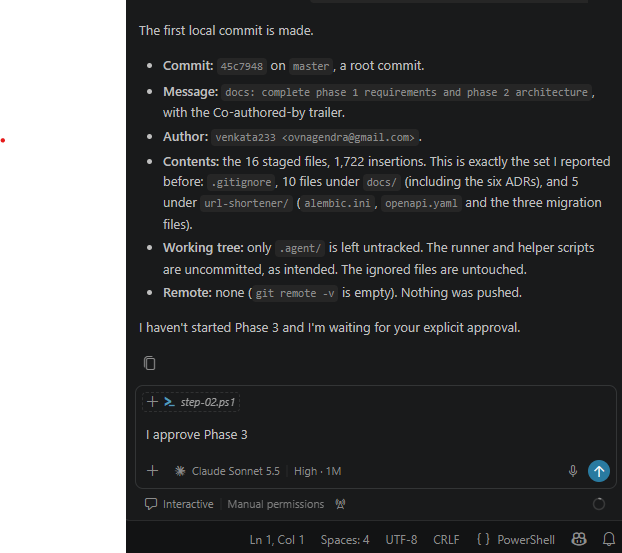 The first local commit is made.
Commit: 45c7948 on master, a root commit.
Message: docs: complete phase 1 requirements and phase 2 architecture,
with the Co-authored-by trailer.
Author: venkata233 <ovnagendra@gmail.com>.
Contents: the 16 staged files, 1,722 insertions. This is exactly the set I reported
before: .gitignore, 10 files under docs/ (including the six ADRs), and 5
under url-shortener/ (alembic.ini, openapi.yaml and the three migration
files).
Working tree: only .agent/ is left untracked. The runner and helper scripts
are uncommitted, as intended. The ignored files are untouched.
Remote: none (git remote -v is empty). Nothing was pushed.
I haven't started Phase 3 and I'm waiting for your explicit approval.
step-02.ps1
I approve Phase 3
Claude Sonnet 5.5 High · 1M
Interactive Manual permissions
Ln 1, Col 1 Spaces: 4 UTF-8 CRLF { } PowerShell